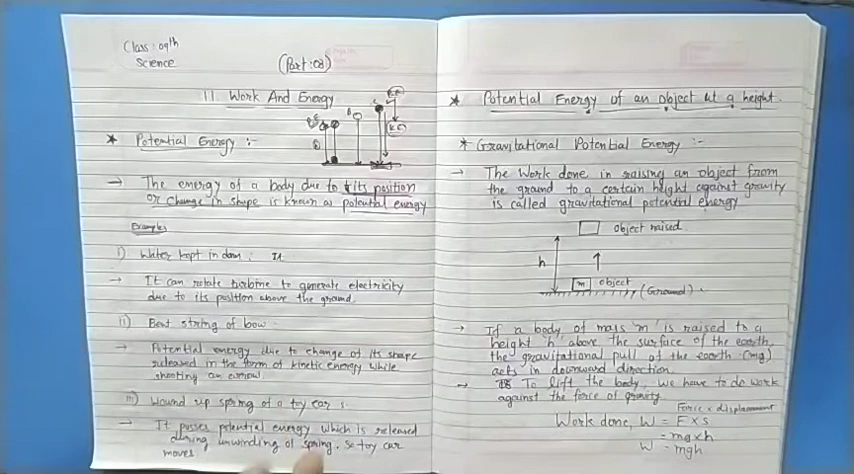 Class: 09th
Science
(Part: 08)
11. Work And Energy
* Potential Energy :-
→ The energy of a body due to its position
or change in shape is known as potential energy
Examples
i) Water kept in dam : It
→ It can rotate turbine to generate electricity
due to its position above the ground.
ii) Bent string of bow.
→ Potential energy due to change of its shape
released in the form of kinetic energy while
shooting an arrow.
iii) Wound up spring of a toy car :
→ It posses potential energy which is released
during unwinding of spring. So toy car
moves
* Potential Energy of an object at a height.
* Gravitational Potential Energy :-
→ The Work done in raising an object from
the ground to a certain height against gravity
is called gravitational potential energy
object raised
h
m object
(Ground).
→ If a body, of mass 'm' is raised to a
height 'h' above the surface of the earth,
the gravitational pull of the earth (mg)
acts in downward direction.
→ To lift the body, we have to do work
against the force of gravity
Force x displacement
Work done, W = F x s
= mg x h
W = mgh